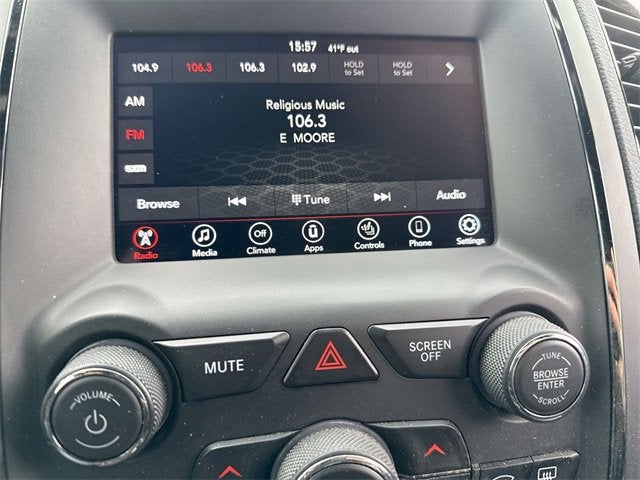 15:57 41°F out
104.9 106.3 106.3 102.9 HOLD to Set HOLD to Set
AM
Religious Music
106.3
FM
E MOORE
SXM
Browse Tune Audio
Off
Radio Media Climate Apps Controls Phone Settings
MUTE
SCREEN OFF
VOLUME
TUNE
BROWSE
ENTER
SCROLL